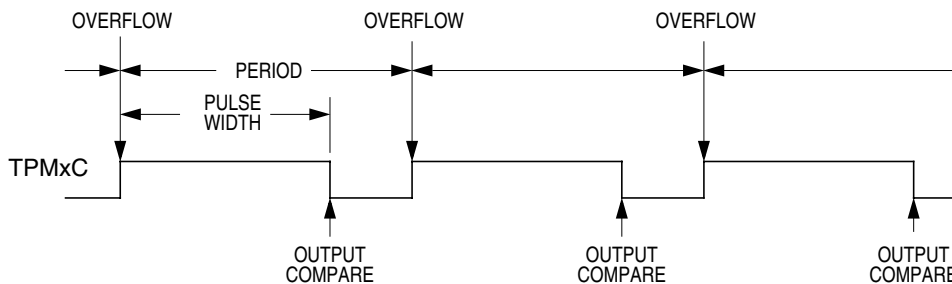 OVERFLOW
OVERFLOW
OVERFLOW
PERIOD
PULSE
WIDTH
TPMxC
OUTPUT
COMPARE
OUTPUT
COMPARE
OUTPUT
COMPARE